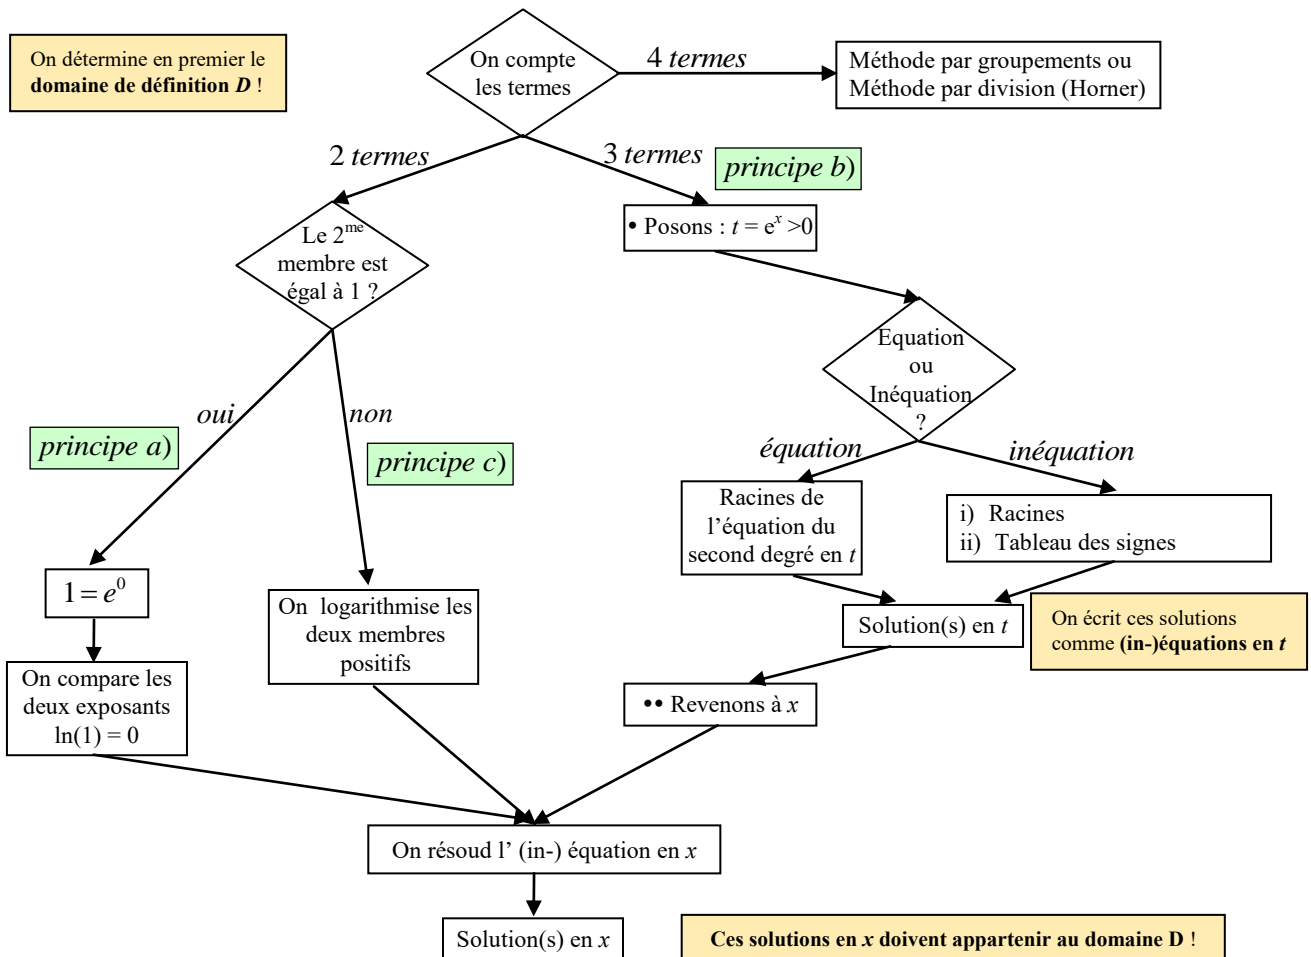 On détermine en premier le
domaine de définition D !
On compte
les termes
4 termes
Méthode par groupements ou
Méthode par division (Horner)
2 termes
3 termes
principe b)
Le 2me
membre est
égal à 1 ?
• Posons : t = eˣ >0
Equation
ou
Inéquation
?
oui
non
principe a)
principe c)
équation
inéquation
Racines de
l’équation du
second degré en t
i) Racines
ii) Tableau des signes
1 = e⁰
On logarithmise les
deux membres
positifs
Solution(s) en t
On écrit ces solutions
comme (in-)équations en t
On compare les
deux exposants
ln(1) = 0
•• Revenons à x
On résoud l’ (in-) équation en x
Solution(s) en x
Ces solutions en x doivent appartenir au domaine D !